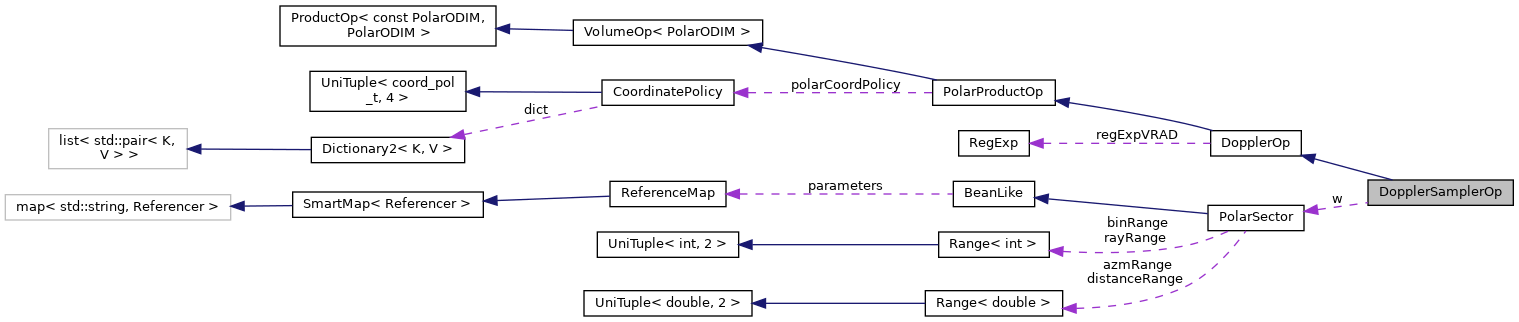 ProductOp< const PolarODIM,
PolarODIM >
VolumeOp< PolarODIM >
UniTuple< coord_pol
_t, 4 >
CoordinatePolicy
polarCoordPolicy
PolarProductOp
dict
list< std::pair< K,
V > >
Dictionary2< K, V >
RegExp
regExpVRAD
DopplerOp
map< std::string, Referencer >
SmartMap< Referencer >
ReferenceMap
parameters
BeanLike
DopplerSamplerOp
w
PolarSector
binRange
rayRange
UniTuple< int, 2 >
Range< int >
azmRange
distanceRange
UniTuple< double, 2 >
Range< double >